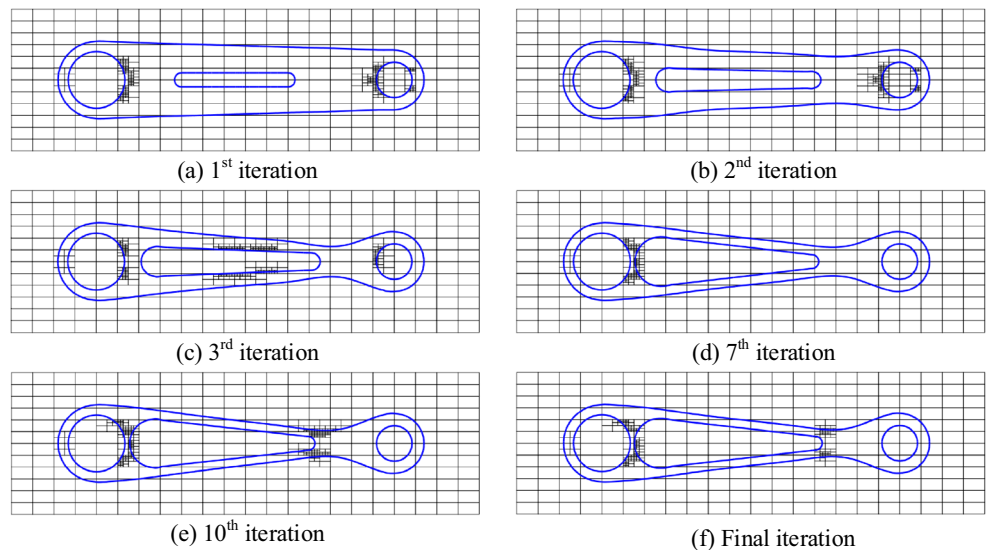 (a) 1st iteration
(b) 2nd iteration
(c) 3rd iteration
(d) 7th iteration
(e) 10th iteration
(f) Final iteration